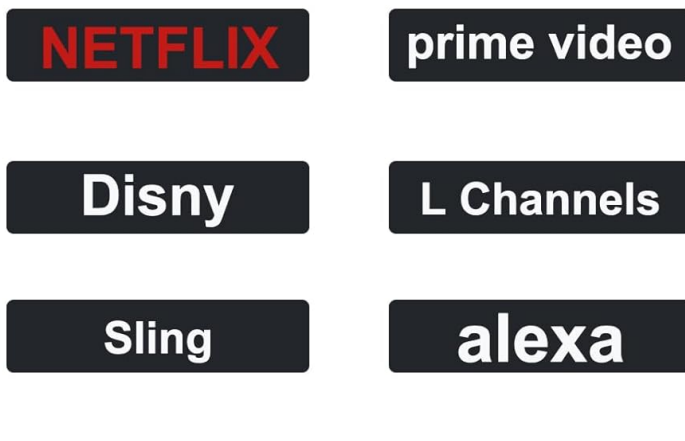 NETFLIX
prime video
Disny
L Channels
Sling
alexa